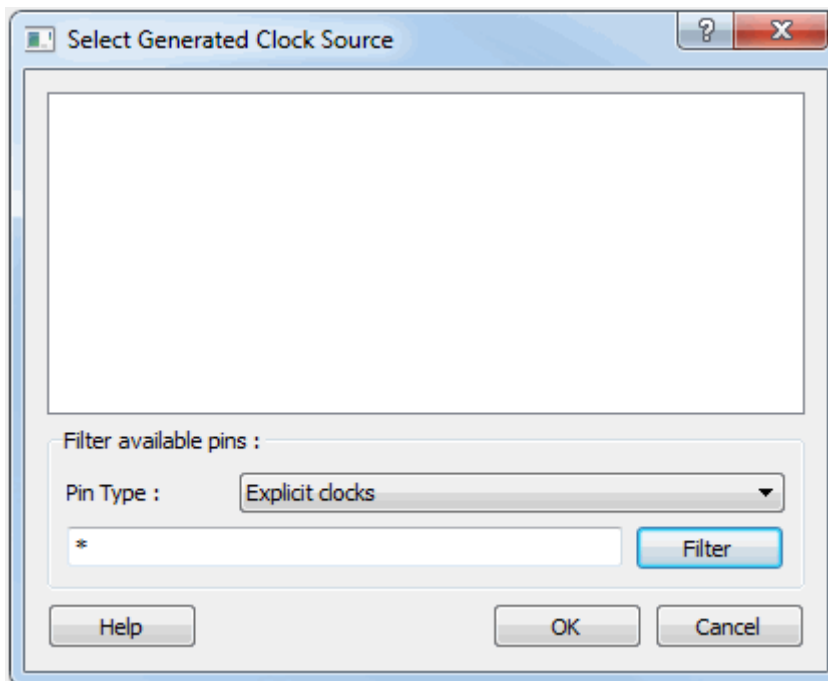 Select Generated Clock Source
?
X
Filter available pins :
Pin Type : Explicit clocks
*
Filter
Help
OK
Cancel